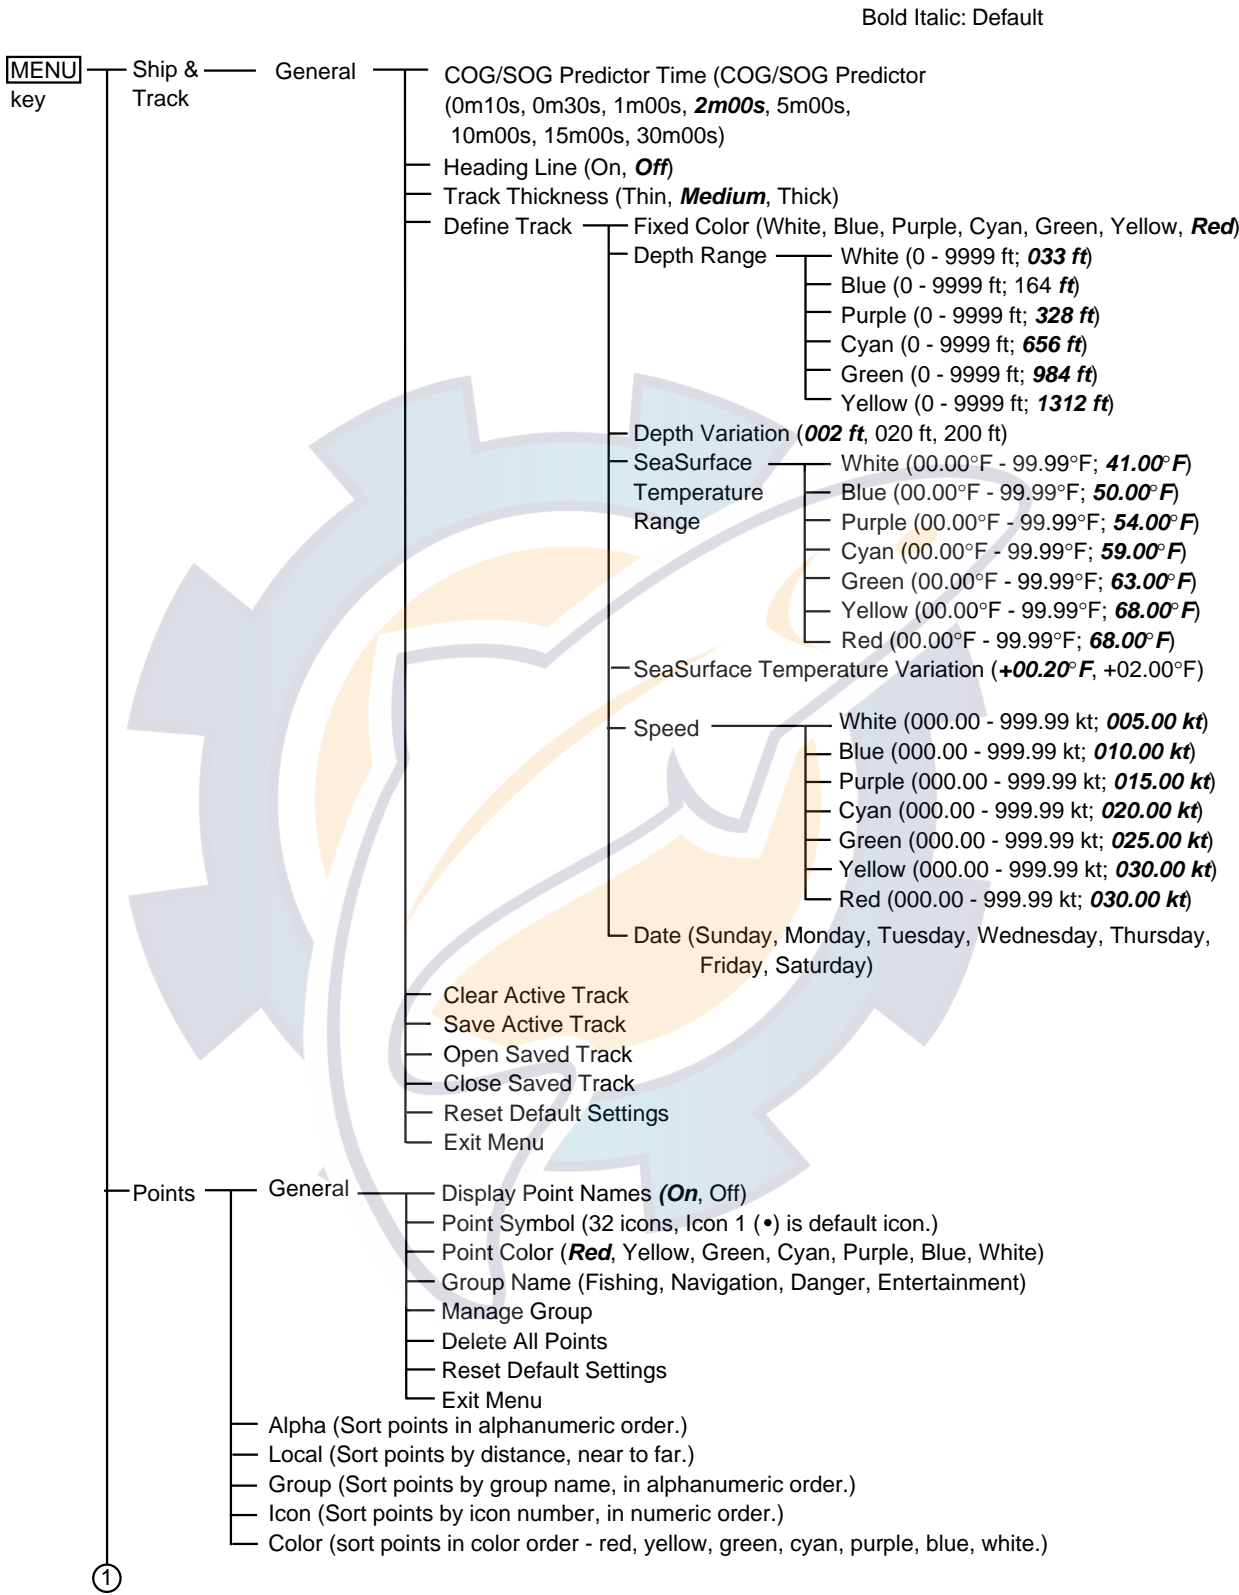 Bold Italic: Default
MENU key
Ship & Track
General
COG/SOG Predictor Time (COG/SOG Predictor
(0m10s, 0m30s, 1m00s, 2m00s, 5m00s,
10m00s, 15m00s, 30m00s)
Heading Line (On, Off)
Track Thickness (Thin, Medium, Thick)
Define Track
Fixed Color (White, Blue, Purple, Cyan, Green, Yellow, Red)
Depth Range
White (0 - 9999 ft; 033 ft)
Blue (0 - 9999 ft; 164 ft)
Purple (0 - 9999 ft; 328 ft)
Cyan (0 - 9999 ft; 656 ft)
Green (0 - 9999 ft; 984 ft)
Yellow (0 - 9999 ft; 1312 ft)
Depth Variation (002 ft, 020 ft, 200 ft)
SeaSurface
Temperature
Range
White (00.00°F - 99.99°F; 41.00°F)
Blue (00.00°F - 99.99°F; 50.00°F)
Purple (00.00°F - 99.99°F; 54.00°F)
Cyan (00.00°F - 99.99°F; 59.00°F)
Green (00.00°F - 99.99°F; 63.00°F)
Yellow (00.00°F - 99.99°F; 68.00°F)
Red (00.00°F - 99.99°F; 68.00°F)
SeaSurface Temperature Variation (+00.20°F, +02.00°F)
Speed
White (000.00 - 999.99 kt; 005.00 kt)
Blue (000.00 - 999.99 kt; 010.00 kt)
Purple (000.00 - 999.99 kt; 015.00 kt)
Cyan (000.00 - 999.99 kt; 020.00 kt)
Green (000.00 - 999.99 kt; 025.00 kt)
Yellow (000.00 - 999.99 kt; 030.00 kt)
Red (000.00 - 999.99 kt; 030.00 kt)
Date (Sunday, Monday, Tuesday, Wednesday, Thursday,
Friday, Saturday)
Clear Active Track
Save Active Track
Open Saved Track
Close Saved Track
Reset Default Settings
Exit Menu
Points
General
Display Point Names (On, Off)
Point Symbol (32 icons, Icon 1 (•) is default icon.)
Point Color (Red, Yellow, Green, Cyan, Purple, Blue, White)
Group Name (Fishing, Navigation, Danger, Entertainment)
Manage Group
Delete All Points
Reset Default Settings
Exit Menu
Alpha (Sort points in alphanumeric order.)
Local (Sort points by distance, near to far.)
Group (Sort points by group name, in alphanumeric order.)
Icon (Sort points by icon number, in numeric order.)
Color (sort points in color order - red, yellow, green, cyan, purple, blue, white.)
1